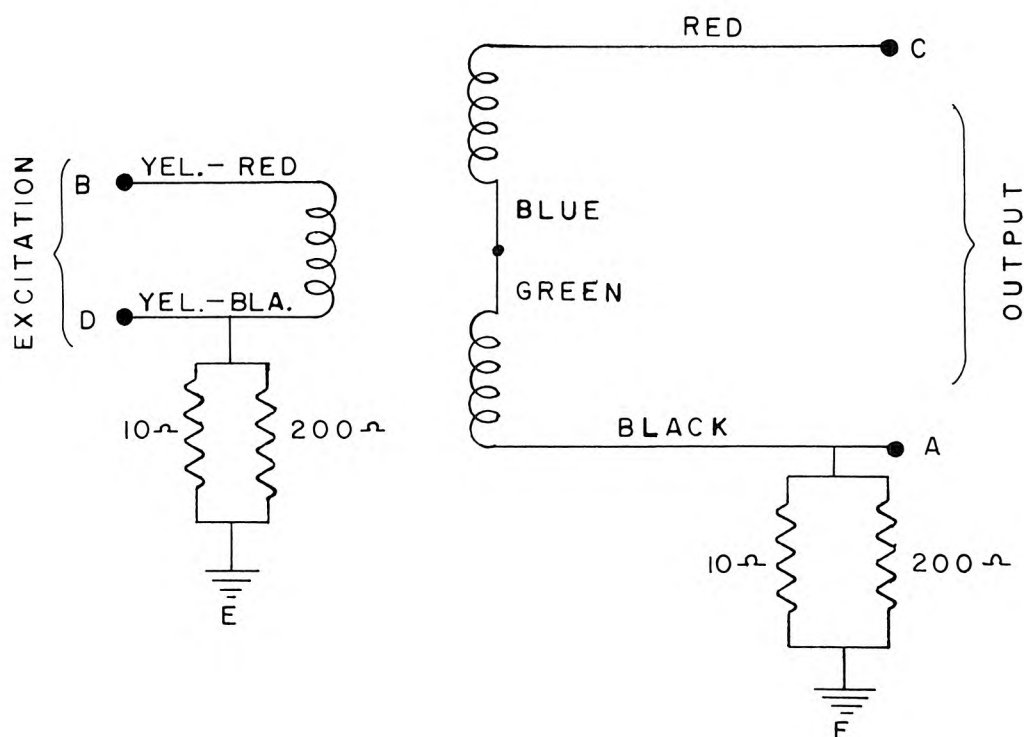 RED
C
EXCITATION
B
YEL.-RED
BLUE
OUTPUT
GREEN
D
YEL.-BLA.
10Ω
200Ω
BLACK
A
10Ω
200Ω
E
F